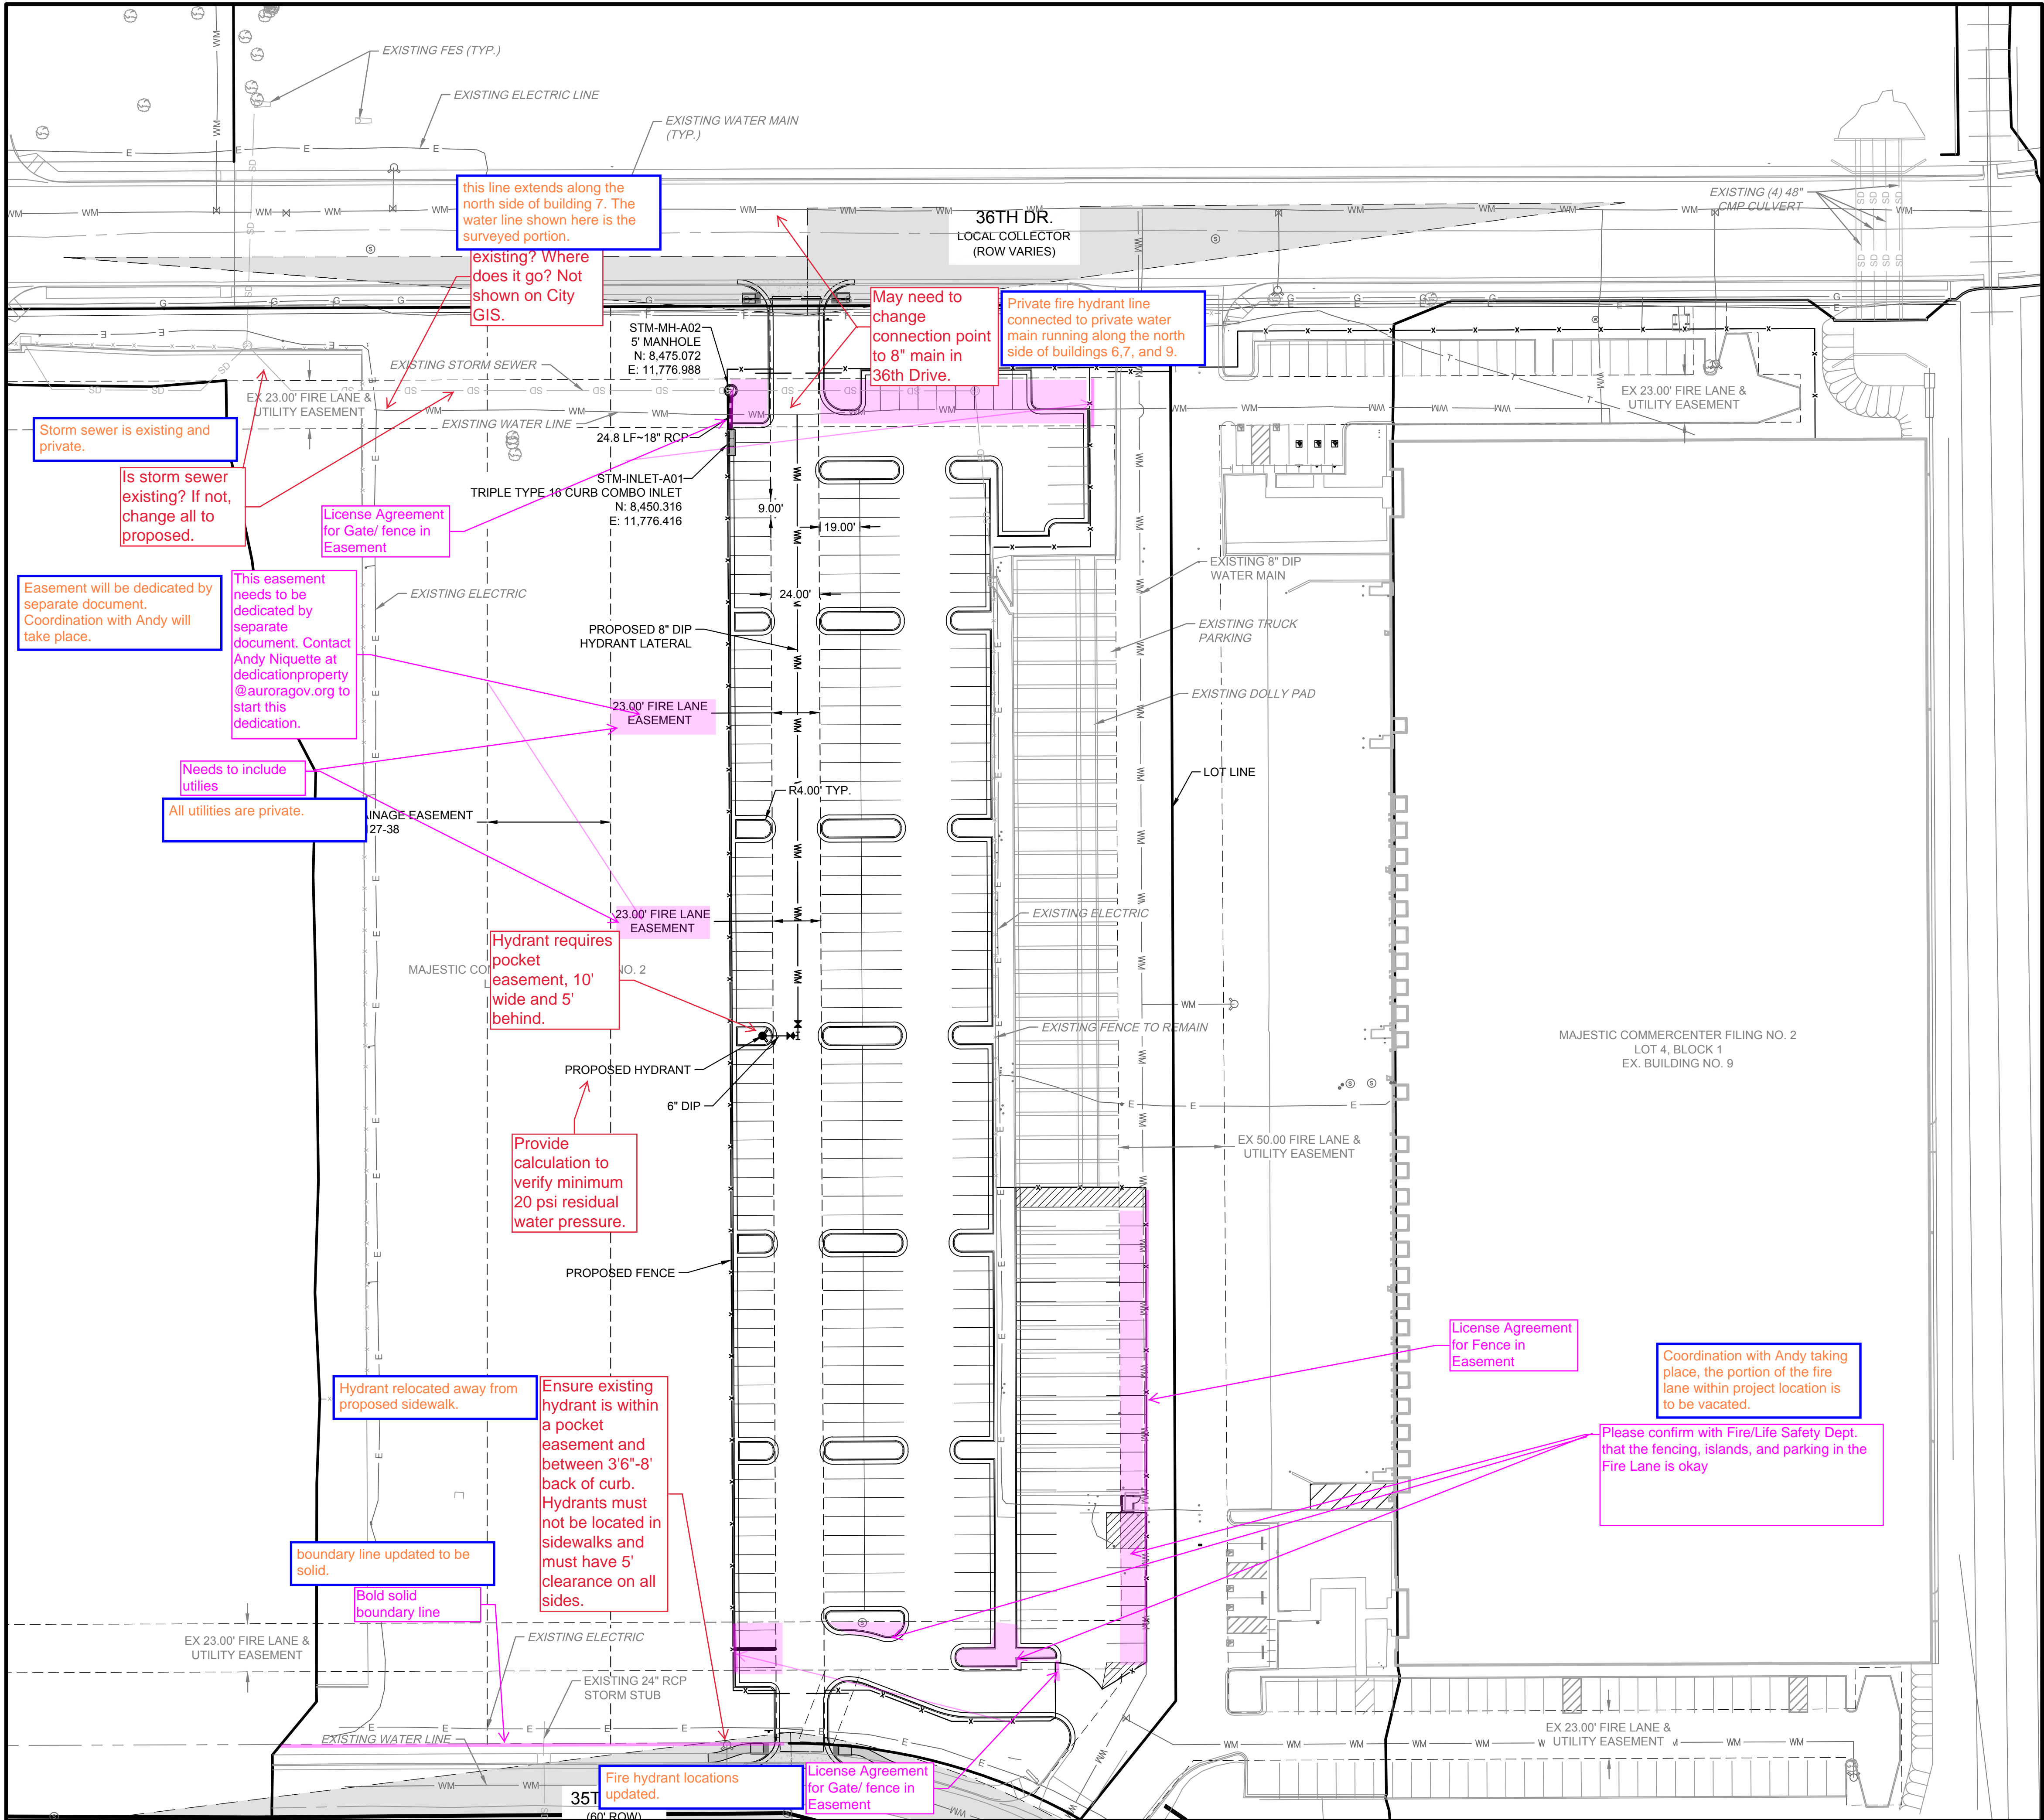 EXISTING FES (TYP.)
EXISTING ELECTRIC LINE
EXISTING WATER MAIN
(TYP.)
EXISTING (4) 48"
CMP CULVERT
this line extends along the
north side of building 7. The
water line shown here is the
surveyed portion.
existing? Where
does it go? Not
shown on City
GIS.
36TH DR.
LOCAL COLLECTOR
(ROW VARIES)
May need to
change
connection point
to 8" main in
36th Drive.
Private fire hydrant line
connected to private water
main running along the north
side of buildings 6,7, and 9.
STM-MH-A02
5' MANHOLE
N: 8,475.072
E: 11,776.988
EXISTING STORM SEWER
EX 23.00' FIRE LANE &
UTILITY EASEMENT
EX 23.00' FIRE LANE &
UTILITY EASEMENT
EXISTING WATER LINE
24.8 LF~18" RCP
Storm sewer is existing and
private.
Is storm sewer
existing? If not,
change all to
proposed.
STM-INLET-A01
TRIPLE TYPE 16 CURB COMBO INLET
N: 8,450.316
E: 11,776.416
License Agreement
for Gate/ fence in
Easement
9.00'
19.00'
24.00'
Easement will be dedicated by
separate document.
Coordination with Andy will
take place.
This easement
needs to be
dedicated by
separate
document. Contact
Andy Niquette at
dedicationproperty
@auroragov.org to
start this
dedication.
EXISTING ELECTRIC
EXISTING 8" DIP
WATER MAIN
PROPOSED 8" DIP
HYDRANT LATERAL
EXISTING TRUCK
PARKING
EXISTING DOLLY PAD
23.00' FIRE LANE
EASEMENT
Needs to include
utilies
All utilities are private.
AINAGE EASEMENT
27-38
LOT LINE
R4.00' TYP.
23.00' FIRE LANE
EASEMENT
EXISTING ELECTRIC
Hydrant requires
pocket
easement, 10'
wide and 5'
behind.
MAJESTIC CO
NO. 2
EXISTING FENCE TO REMAIN
MAJESTIC COMMERCENTER FILING NO. 2
LOT 4, BLOCK 1
EX. BUILDING NO. 9
PROPOSED HYDRANT
6" DIP
Provide
calculation to
verify minimum
20 psi residual
water pressure.
EX 50.00 FIRE LANE &
UTILITY EASEMENT
PROPOSED FENCE
License Agreement
for Fence in
Easement
Coordination with Andy taking
place, the portion of the fire
lane within project location is
to be vacated.
Please confirm with Fire/Life Safety Dept.
that the fencing, islands, and parking in the
Fire Lane is okay
Hydrant relocated away from
proposed sidewalk.
Ensure existing
hydrant is within
a pocket
easement and
between 3'6"-8'
back of curb.
Hydrants must
not be located in
sidewalks and
must have 5'
clearance on all
sides.
boundary line updated to be
solid.
Bold solid
boundary line
EX 23.00' FIRE LANE &
UTILITY EASEMENT
EXISTING ELECTRIC
EXISTING 24" RCP
STORM STUB
EXISTING WATER LINE
EX 23.00' FIRE LANE &
UTILITY EASEMENT
Fire hydrant locations
updated.
License Agreement
for Gate/ fence in
Easement
35T
(60' ROW)